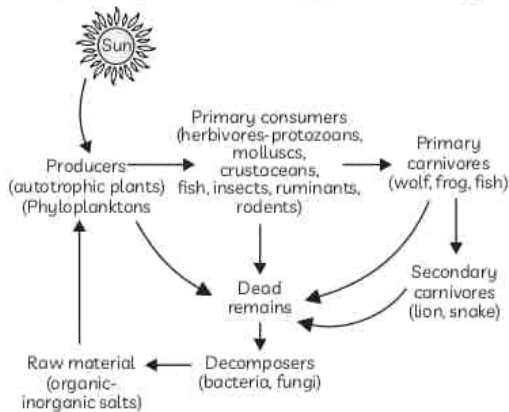 Sun
Primary consumers
(herbivores-protozoans,
molluscs,
crustaceans,
fish, insects, ruminants,
rodents)
Primary
carnivores
(wolf, frog, fish)
Producers
(autotrophic plants)
(Phyloplanktons
Secondary
carnivores
(lion, snake)
Dead
remains
Raw material
(organic-
inorganic salts)
Decomposers
(bacteria, fungi)